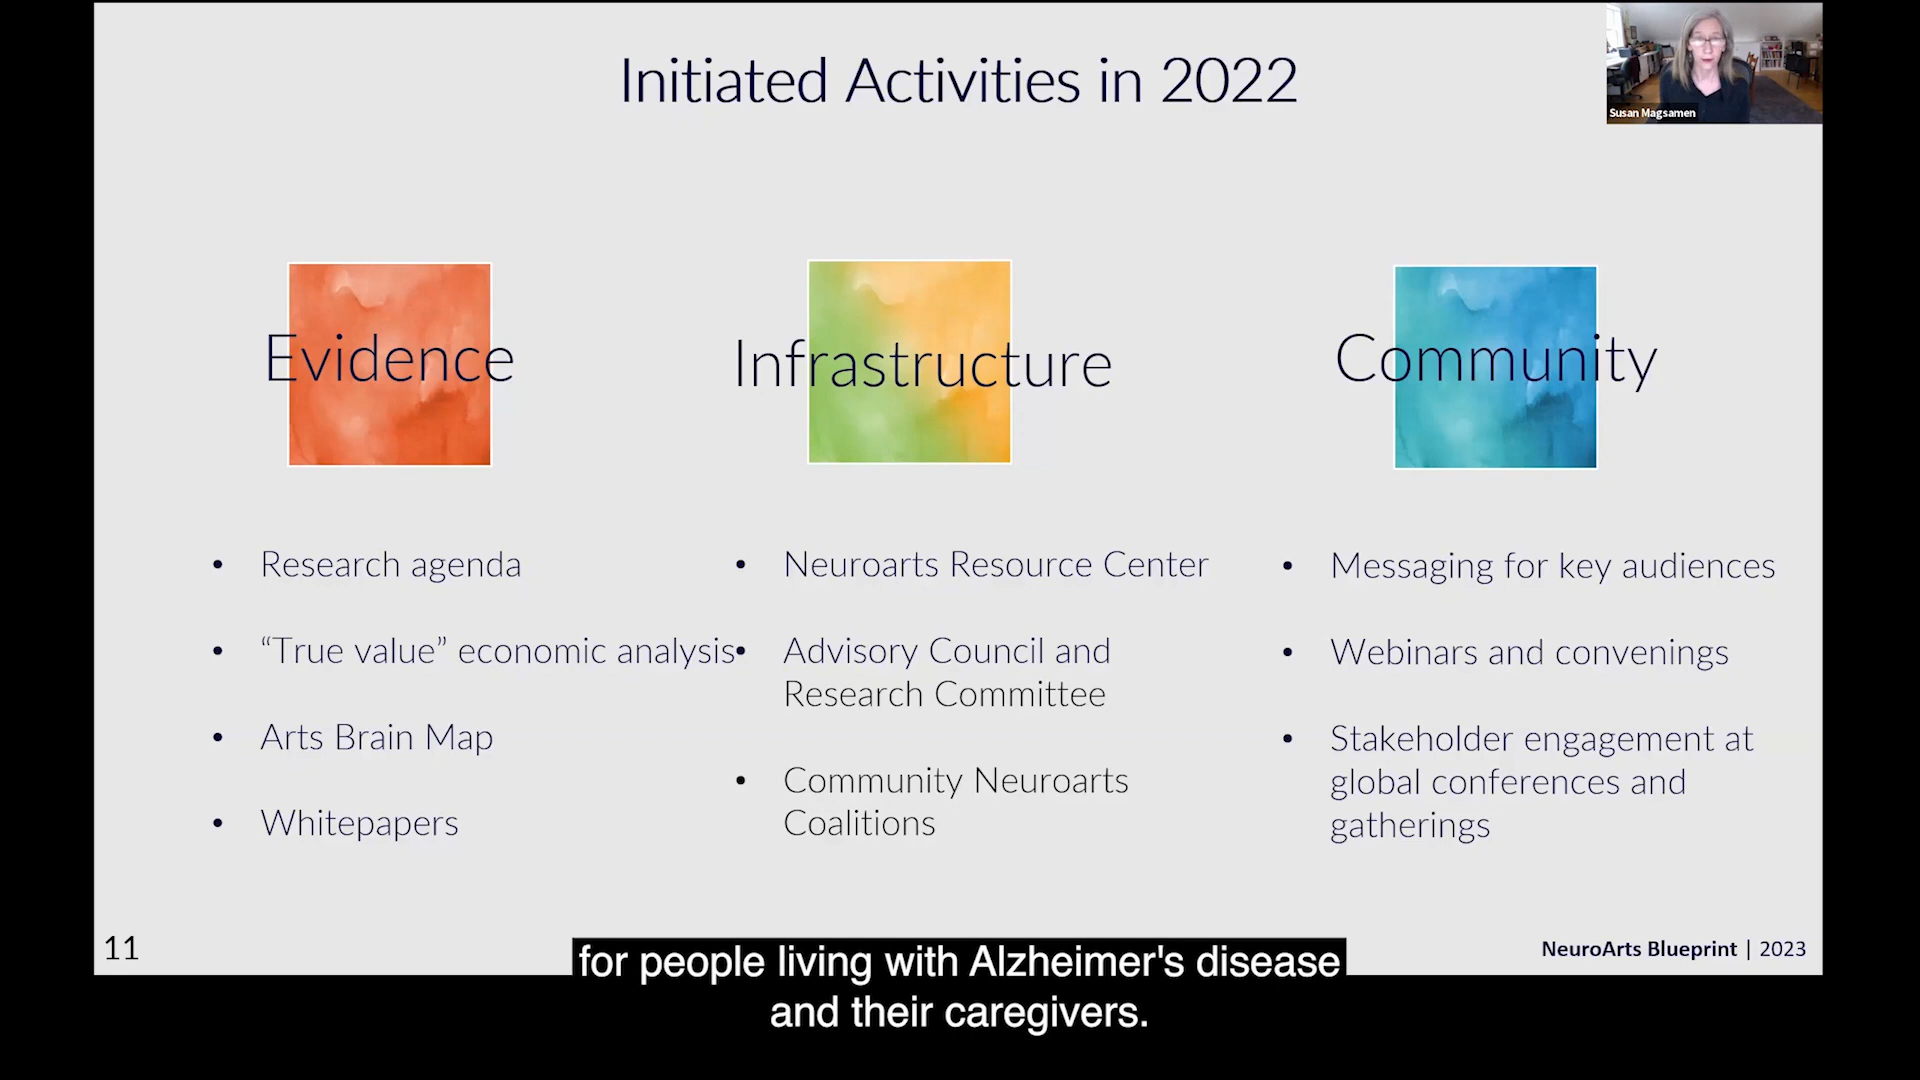 Initiated Activities in 2022
Susan Magsamen
Evidence
• Research agenda
• “True value” economic analysis
• Arts Brain Map
• Whitepapers
Infrastructure
• Neuroarts Resource Center
• Advisory Council and
Research Committee
• Community Neuroarts
Coalitions
Community
• Messaging for key audiences
• Webinars and convenings
• Stakeholder engagement at
global conferences and
gatherings
11
NeuroArts Blueprint | 2023
for people living with Alzheimer's disease
and their caregivers.